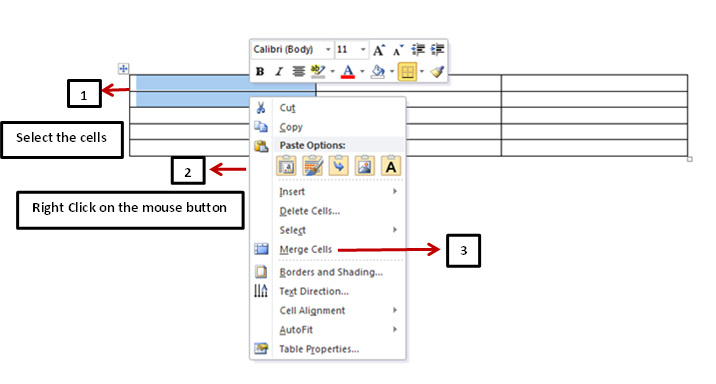 Calibri (Body) 11 A A
B I A
1
Cut
Select the cells
Copy
Paste Options:
2
a A
Right Click on the mouse button
Insert
Delete Cells...
Select
Merge Cells
3
Borders and Shading...
Text Direction...
Cell Alignment
AutoFit
Table Properties...